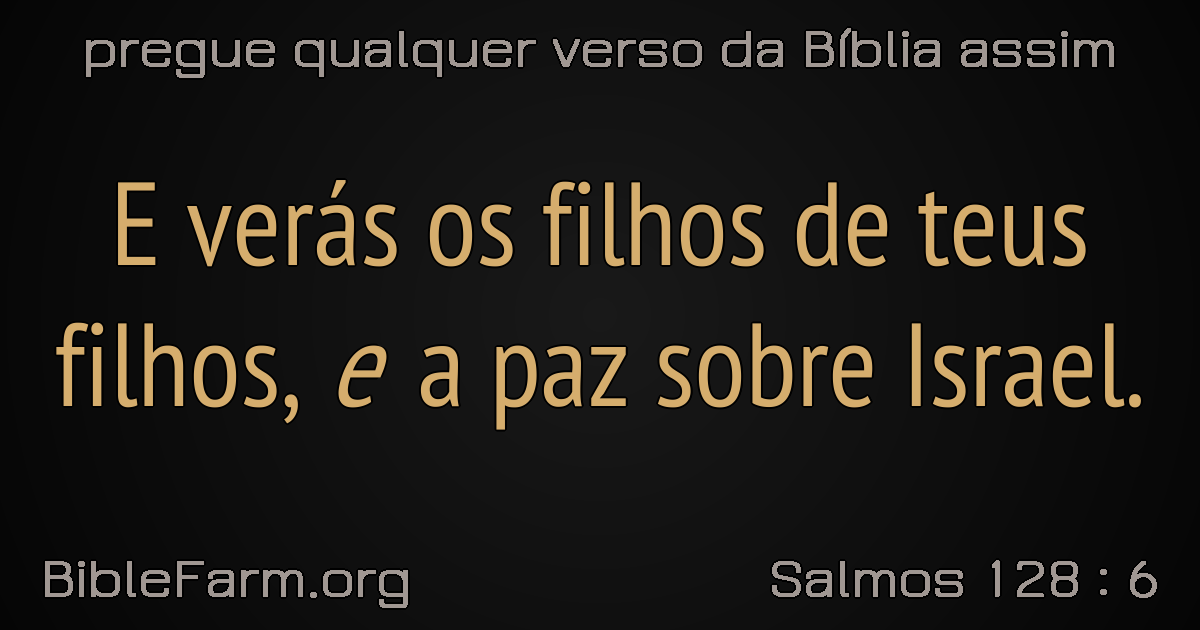 pregue qualquer verso da Bíblia assim
E verás os filhos de teus
filhos, e a paz sobre Israel.
BibleFarm.org
Salmos 128 : 6